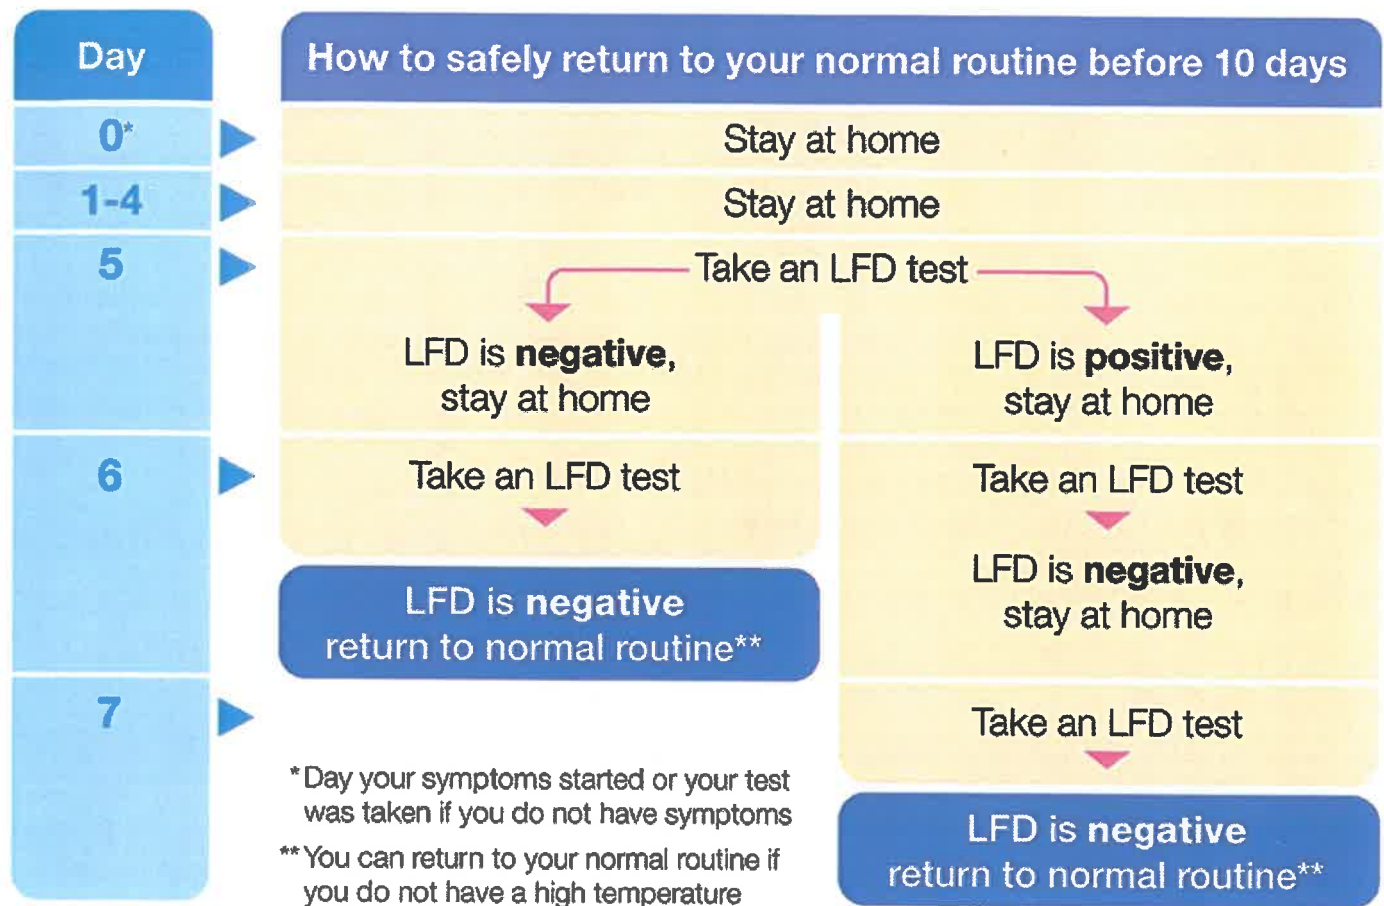 Day
How to safely return to your normal routine before 10 days
0*
Stay at home
1-4
Stay at home
5
Take an LFD test
LFD is negative,
stay at home
LFD is positive,
stay at home
6
Take an LFD test
LFD is negative
return to normal routine**
Take an LFD test
LFD is negative,
stay at home
7
Take an LFD test
LFD is negative
return to normal routine**
*Day your symptoms started or your test
was taken if you do not have symptoms
**You can return to your normal routine if
you do not have a high temperature